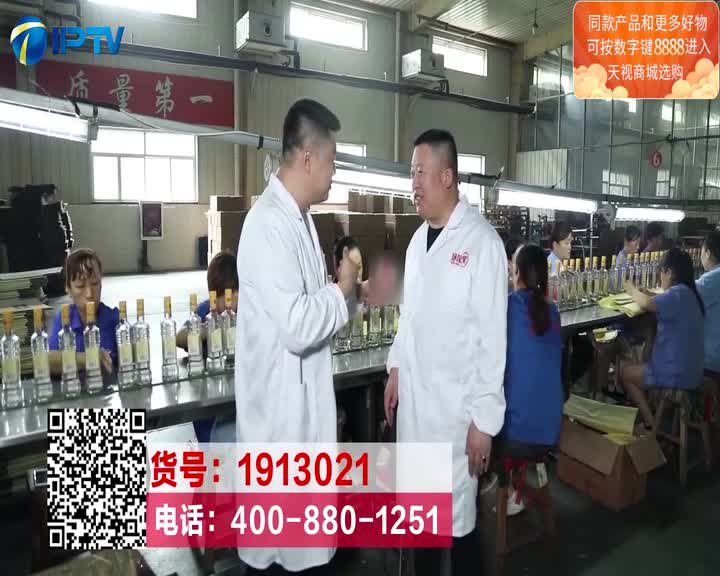 IPTV
同款产品和更多好物
可按数字键8888进入
天视商城选购
质量第一
6
货号：1913021
电话：400-880-1251